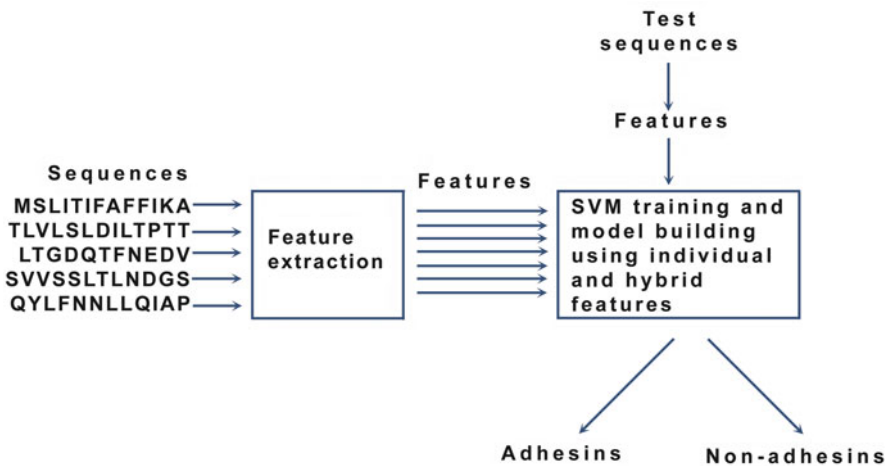 Test
sequences
Features
Sequences
MSLITIFAFFIKA
TLVLSLDILTPTT
LTGDQTFNEDV
SVVSSLTLNDGS
QYLFNNLLQIAP
Feature
extraction
Features
SVM training and
model building
using individual
and hybrid
features
Adhesins
Non-adhesins